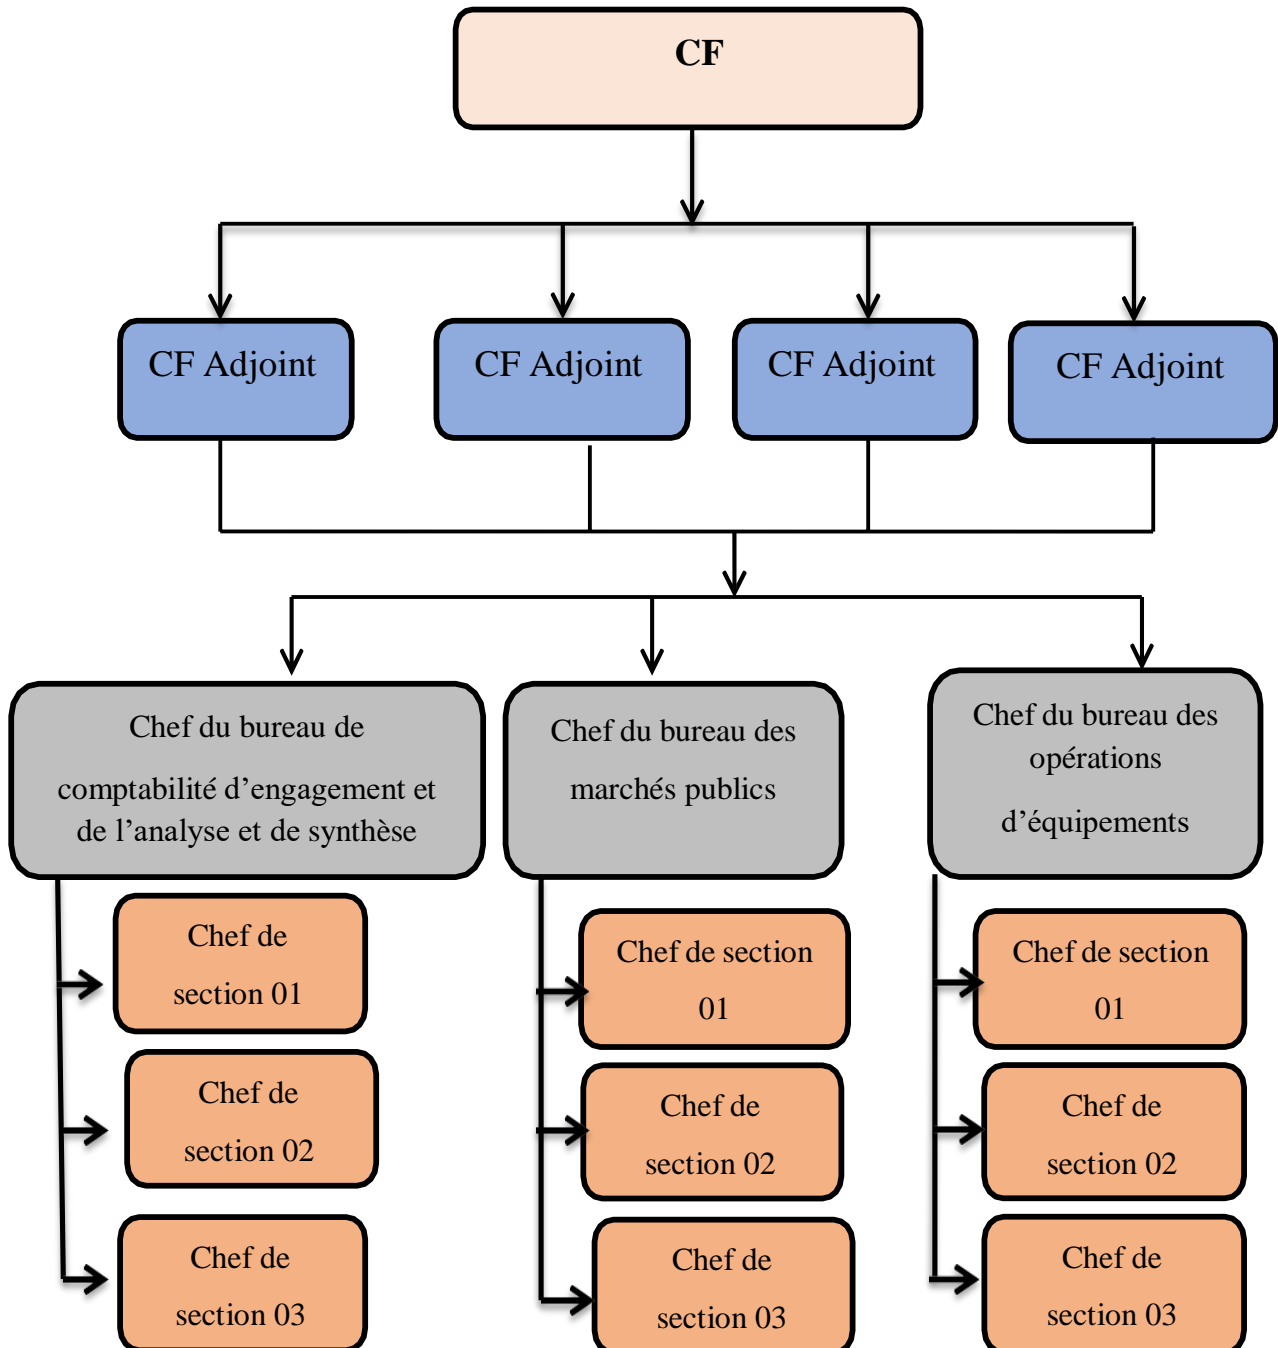 CF
CF Adjoint
CF Adjoint
CF Adjoint
CF Adjoint
Chef du bureau de
comptabilité d’engagement et
de l’analyse et de synthèse
Chef du bureau des
marchés publics
Chef du bureau des
opérations
d’équipements
Chef de
section 01
Chef de
section 02
Chef de
section 03
Chef de section
01
Chef de
section 02
Chef de
section 03
Chef de section
01
Chef de
section 02
Chef de
section 03